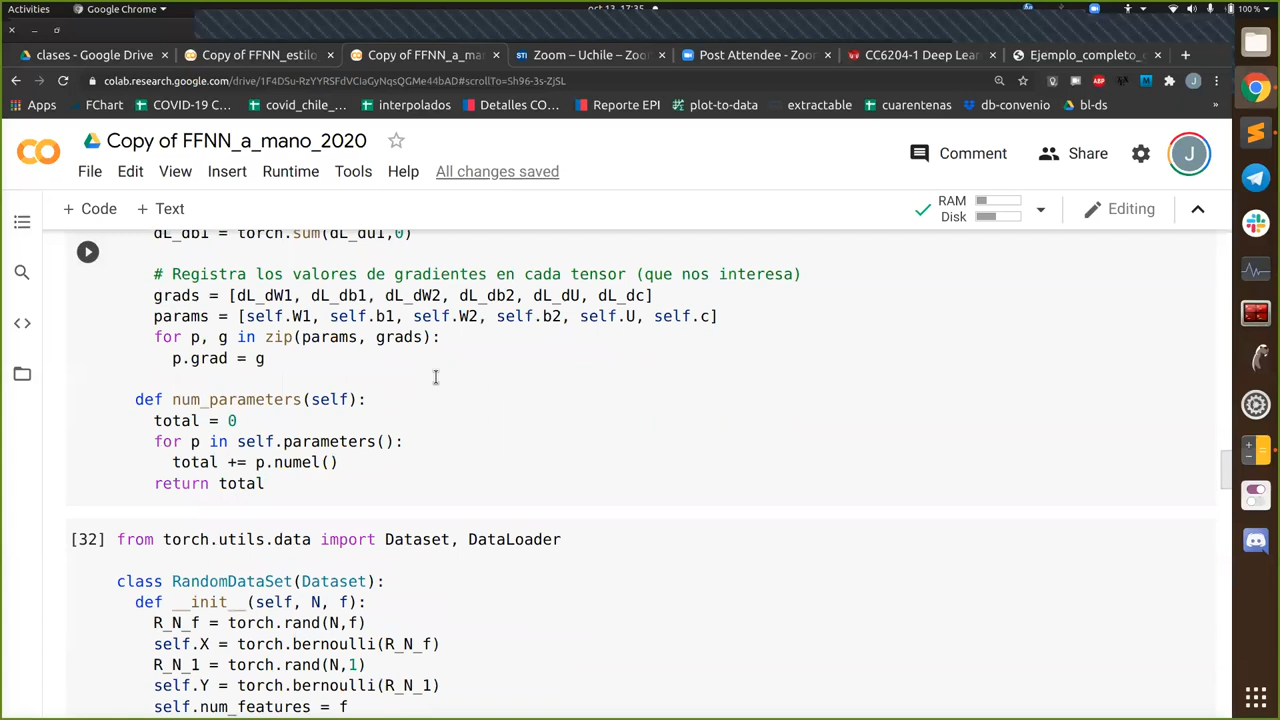 Activities
Google Chrome
oct 13, 17:35
100 %
clases - Google Drive
Copy of FFNN_estilo
Copy of FFNN_a_ma
Zoom – Uchile – Zoo
Post Attendee - Zoo
CC6204-1 Deep Lear
Ejemplo_completo_
colab.research.google.com/drive/1F4DSu-RzYYRSFdVCIaGyNqsQGMe44bAD#scrollTo=Sh96-3s-ZjSL
Apps
FChart
COVID-19 C...
covid_chile_...
interpolados
Detalles CO...
Reporte EPI
plot-to-data
extractable
cuarentenas
db-convenio
bl-ds
»
Copy of FFNN_a_mano_2020
Comment
Share
J
File Edit View Insert Runtime Tools Help All changes saved
+ Code + Text
RAM
Disk
Editing
dL_db1 = torch.sum(dL_du1,0)
# Registra los valores de gradientes en cada tensor (que nos interesa)
grads = [dL_dW1, dL_db1, dL_dW2, dL_db2, dL_dU, dL_dc]
params = [self.W1, self.b1, self.W2, self.b2, self.U, self.c]
for p, g in zip(params, grads):
p.grad = g
def num_parameters(self):
total = 0
for p in self.parameters():
total += p.numel()
return total
[32] from torch.utils.data import Dataset, DataLoader
class RandomDataSet(Dataset):
def __init__(self, N, f):
R_N_f = torch.rand(N,f)
self.X = torch.bernoulli(R_N_f)
R_N_1 = torch.rand(N,1)
self.Y = torch.bernoulli(R_N_1)
self.num_features = f